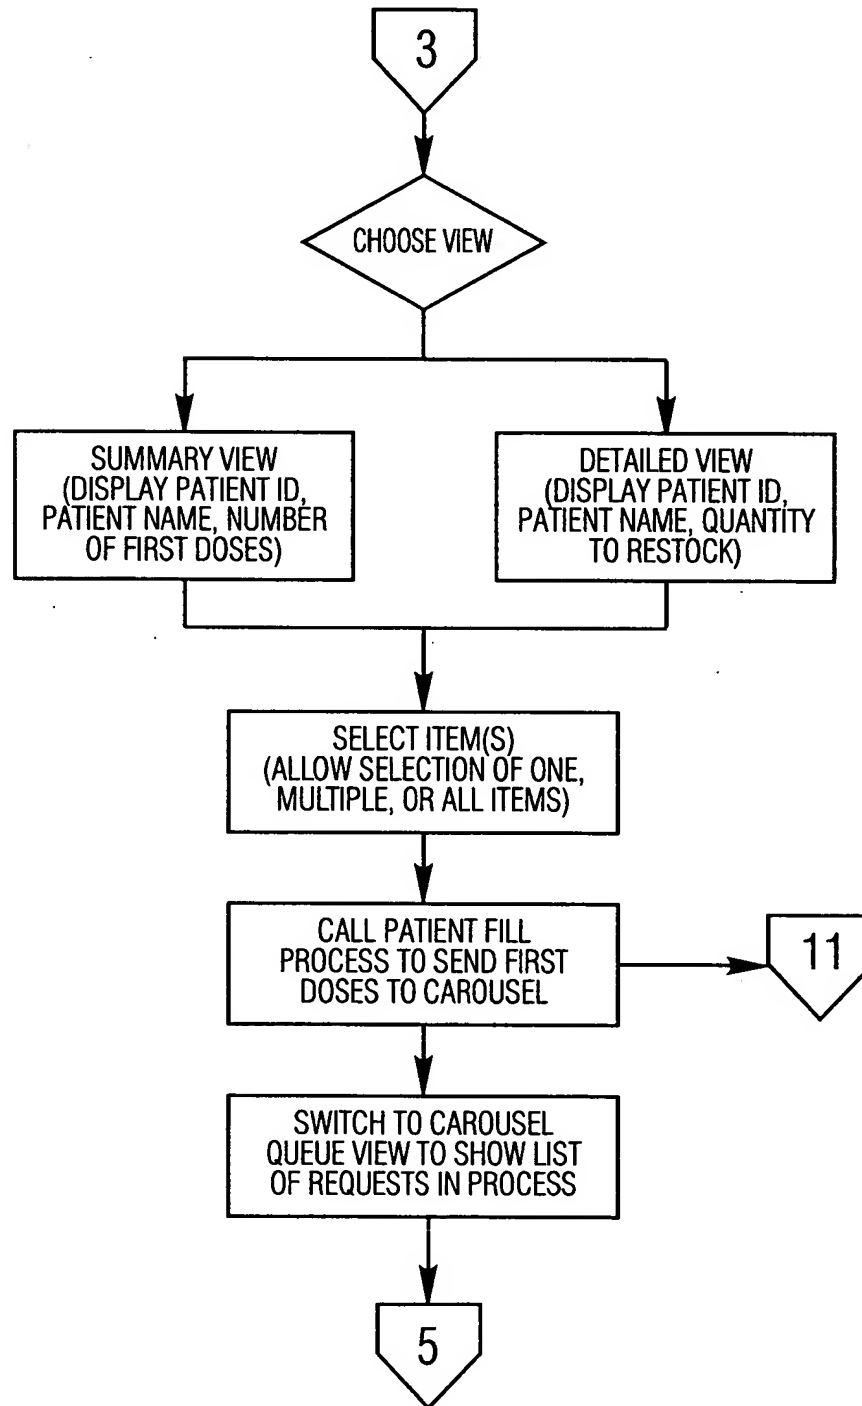 3
CHOOSE VIEW
SUMMARY VIEW
(DISPLAY PATIENT ID,
PATIENT NAME, NUMBER
OF FIRST DOSES)
DETAILED VIEW
(DISPLAY PATIENT ID,
PATIENT NAME, QUANTITY
TO RESTOCK)
SELECT ITEM(S)
(ALLOW SELECTION OF ONE,
MULTIPLE, OR ALL ITEMS)
CALL PATIENT FILL
PROCESS TO SEND FIRST
DOSES TO CAROUSEL
11
SWITCH TO CAROUSEL
QUEUE VIEW TO SHOW LIST
OF REQUESTS IN PROCESS
5